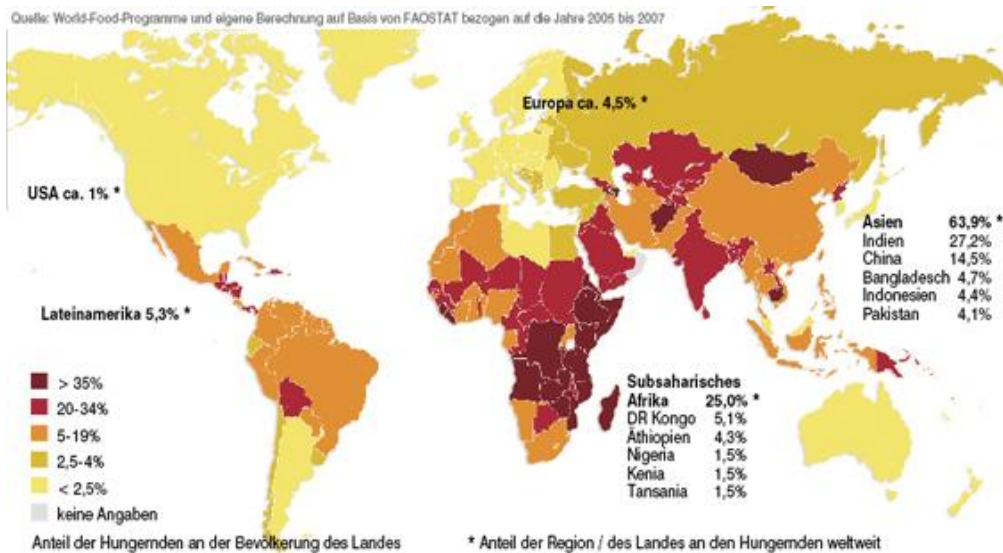 Quelle: World-Food-Programme und eigene Berechnung auf Basis von FAOSTAT bezogen auf die Jahre 2005 bis 2007
Europa ca. 4,5% *
USA ca. 1% *
Asien 63,9% *
Indien 27,2%
China 14,5%
Bangladesch 4,7%
Indonesien 4,4%
Pakistan 4,1%
Lateinamerika 5,3% *
Subsaharisches
Afrika 25,0% *
DR Kongo 5,1%
Äthiopien 4,3%
Nigeria 1,5%
Kenia 1,5%
Tansania 1,5%
> 35%
20-34%
5-19%
2,5-4%
< 2,5%
keine Angaben
Anteil der Hungernden an der Bevölkerung des Landes
* Anteil der Region / des Landes an den Hungernden weltweit